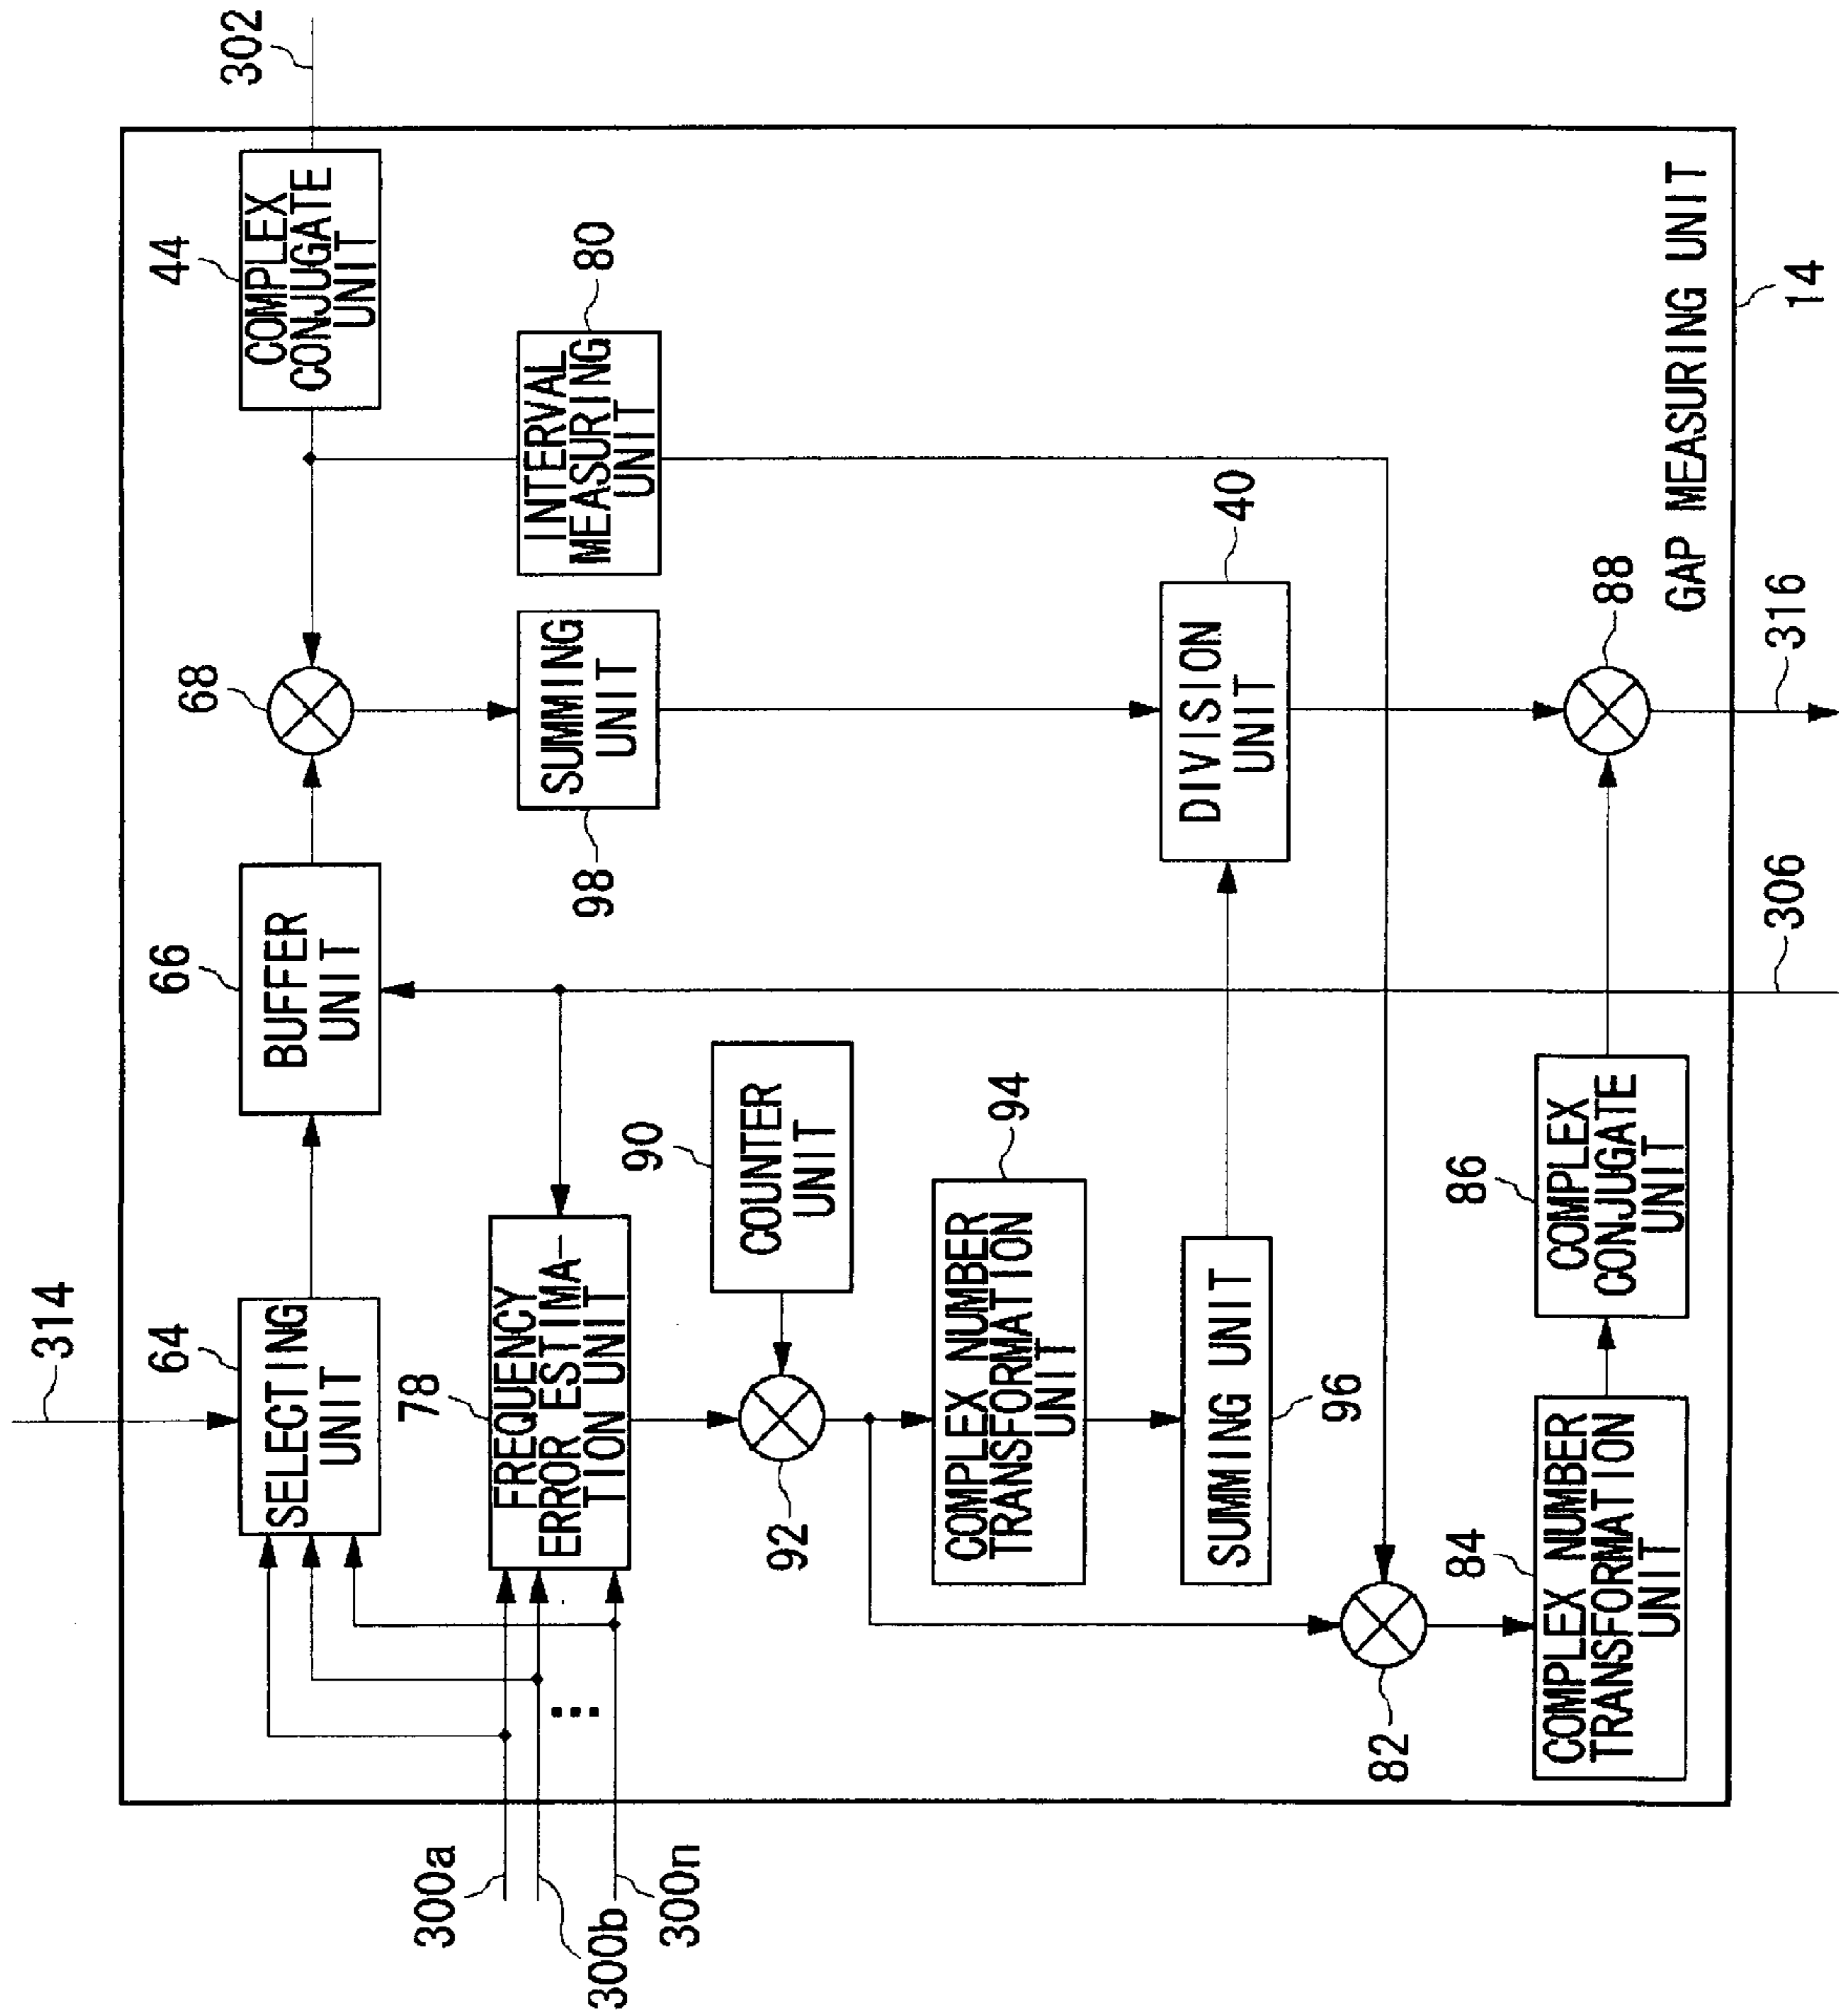 302
44
COMPLEX
CONJUGATE
UNIT
68
66
BUFFER
UNIT
314
64
SELECTING
UNIT
80
INTERVAL
MEASURING
UNIT
SUMMING
UNIT
98
78
FREQUENCY
ERROR ESTIMA-
TION UNIT
300a
300b
300n
90
COUNTER
UNIT
92
94
COMPLEX NUMBER
TRANSFORMATION
UNIT
40
DIVISION
UNIT
SUMMING UNIT
96
82
84
COMPLEX NUMBER
TRANSFORMATION
UNIT
86
COMPLEX
CONJUGATE
UNIT
88
GAP MEASURING UNIT
14
316
306